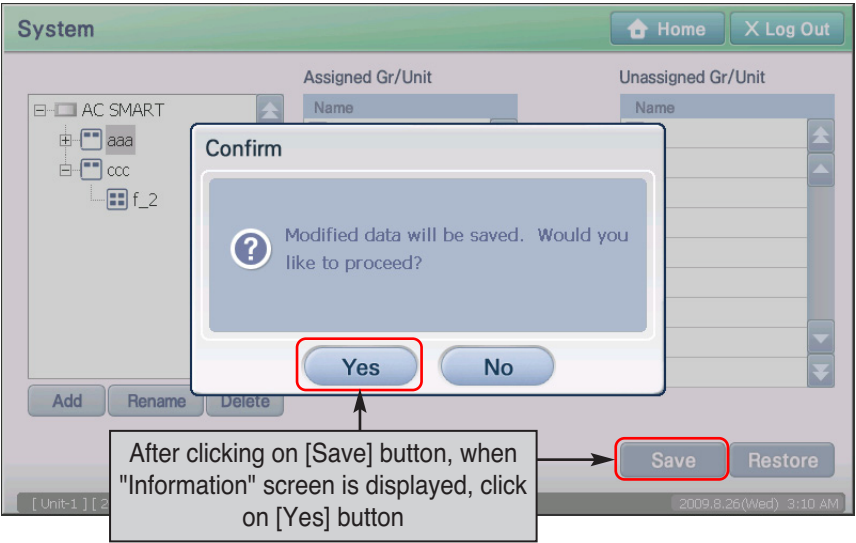 System
Home
X Log Out
Assigned Gr/Unit
Unassigned Gr/Unit
Name
Name
AC SMART
aaa
ccc
f_2
Confirm
Modified data will be saved. Would you
like to proceed?
Yes
No
Add
Rename
Delete
After clicking on [Save] button, when
"Information" screen is displayed, click
on [Yes] button
Save
Restore
[ Unit-1 ] [ 2
2009.8.26(Wed) 3:10 AM